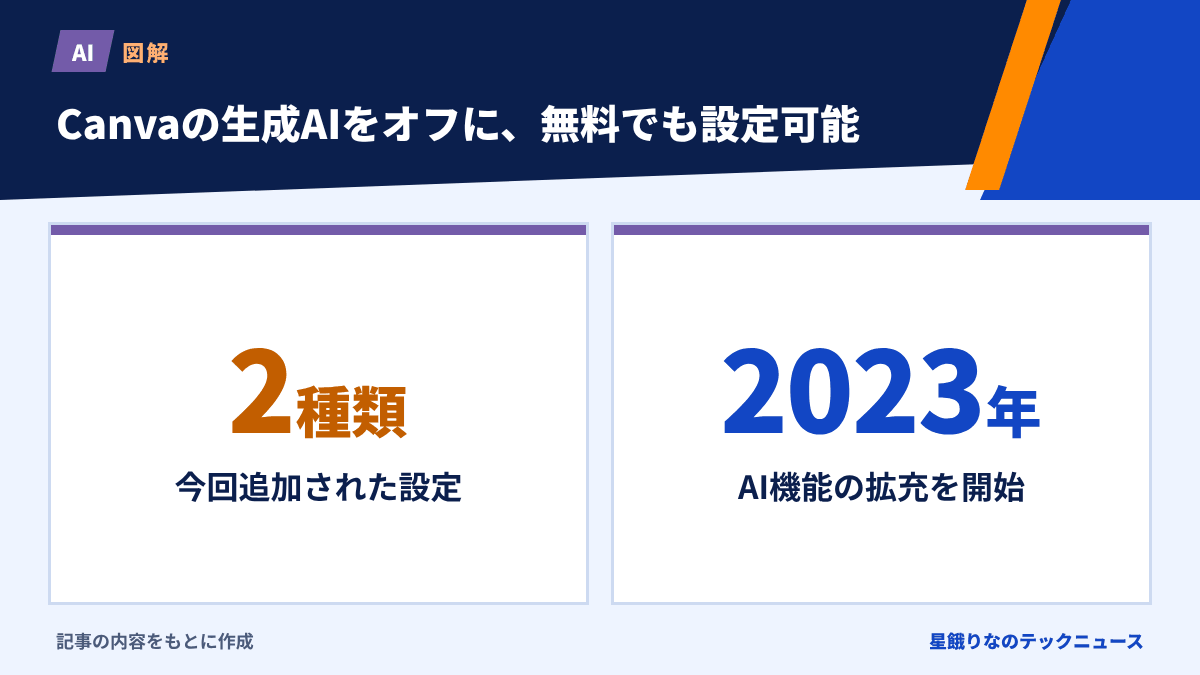 AI 図解
Canvaの生成AIをオフに、無料でも設定可能
2種類
今回追加された設定
2023年
AI機能の拡充を開始
記事の内容をもとに作成
星餓りなのテックニュース